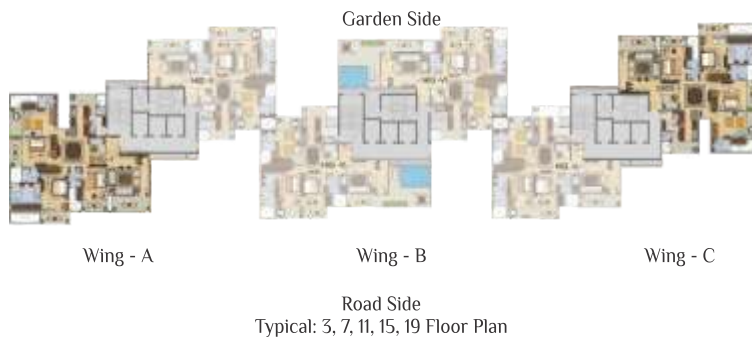 Garden Side
Wing - A
Wing - B
Wing - C
Road Side
Typical: 3, 7, 11, 15, 19 Floor Plan